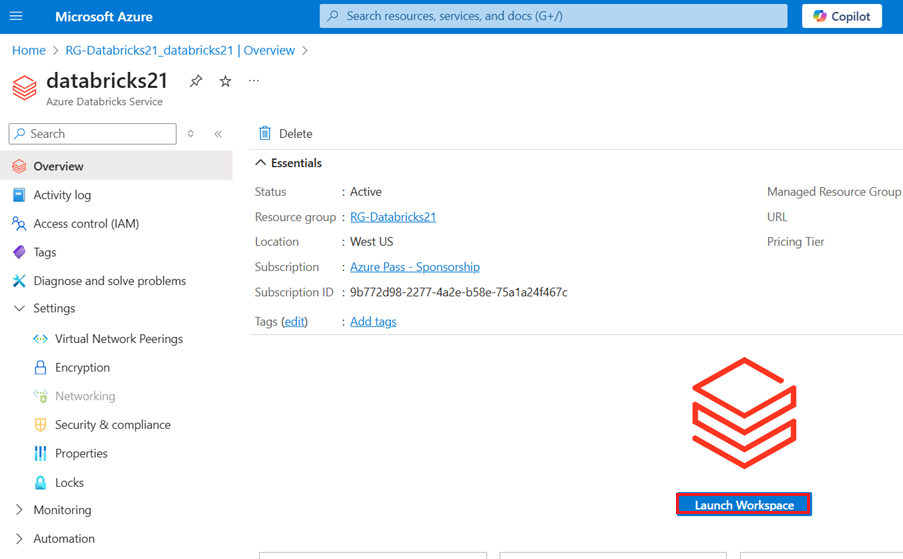 Microsoft Azure
Search resources, services, and docs (G+/)
Copilot
Home > RG-Databricks21_databricks21 | Overview >
databricks21
Azure Databricks Service
Search
Delete
Overview
Activity log
Access control (IAM)
Tags
Diagnose and solve problems
Settings
Virtual Network Peerings
Encryption
Networking
Security & compliance
Properties
Locks
Monitoring
Automation
Essentials
Status : Active
Resource group : RG-Databricks21
Location : West US
Subscription : Azure Pass - Sponsorship
Subscription ID : 9b772d98-2277-4a2e-b58e-75a1a24f467c
Tags (edit) : Add tags
Managed Resource Group
URL
Pricing Tier
Launch Workspace